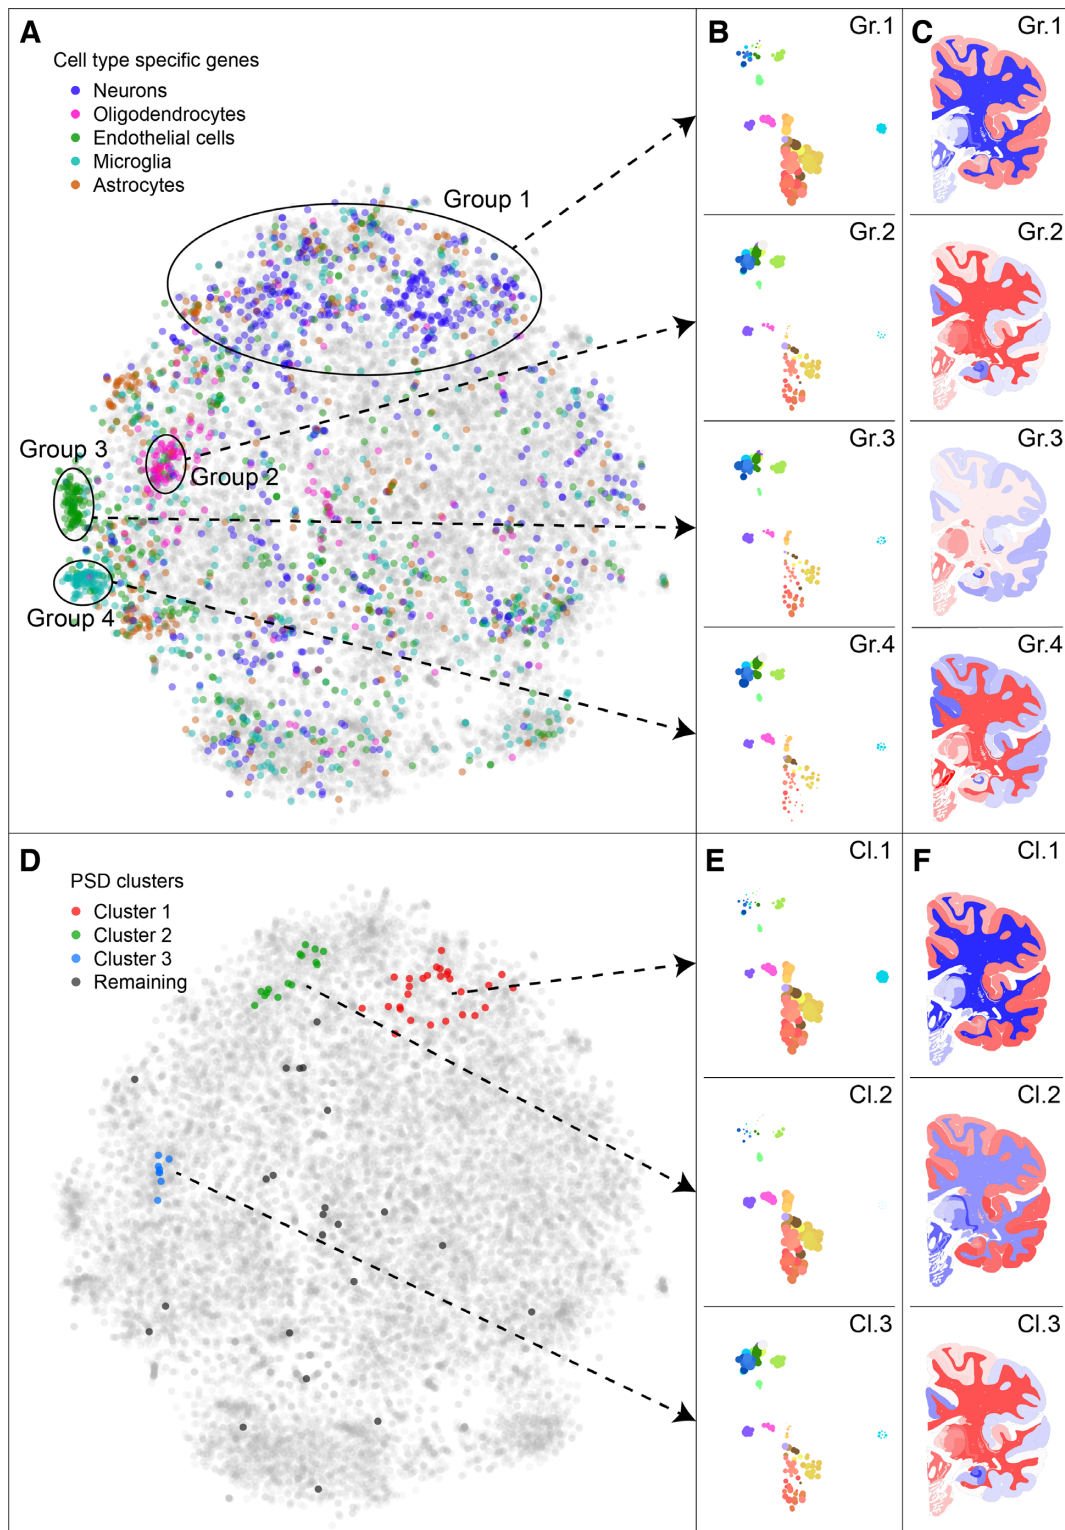 A
Cell type specific genes
Neurons
Oligodendrocytes
Endothelial cells
Microglia
Astrocytes
Group 1
Group 2
Group 3
Group 4
B
Gr.1
Gr.2
Gr.3
Gr.4
C
Gr.1
Gr.2
Gr.3
Gr.4
D
PSD clusters
Cluster 1
Cluster 2
Cluster 3
Remaining
E
Cl.1
Cl.2
Cl.3
F
Cl.1
Cl.2
Cl.3